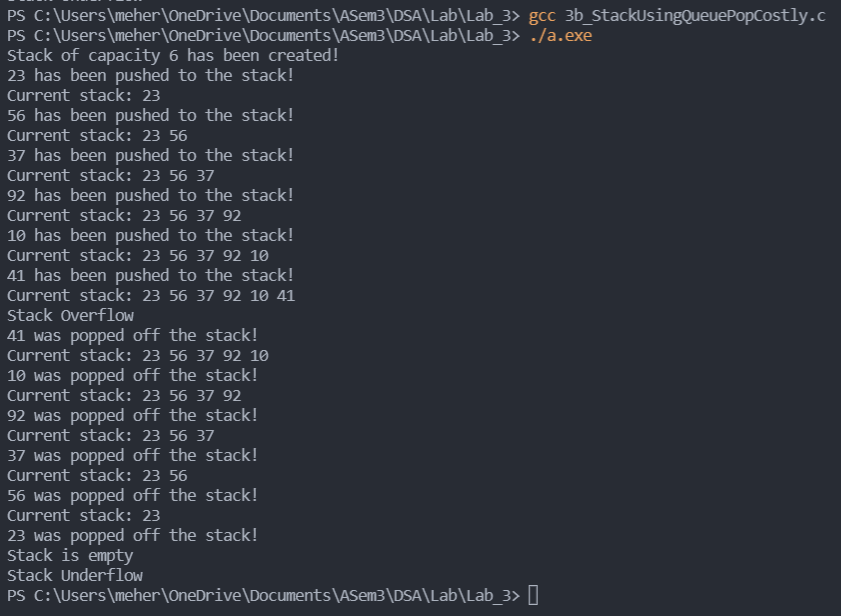 PS C:\Users\meher\OneDrive\Documents\ASem3\DSA\Lab\Lab_3> gcc 3b_StackUsingQueuePopCostly.c
PS C:\Users\meher\OneDrive\Documents\ASem3\DSA\Lab\Lab_3> ./a.exe
Stack of capacity 6 has been created!
23 has been pushed to the stack!
Current stack: 23
56 has been pushed to the stack!
Current stack: 23 56
37 has been pushed to the stack!
Current stack: 23 56 37
92 has been pushed to the stack!
Current stack: 23 56 37 92
10 has been pushed to the stack!
Current stack: 23 56 37 92 10
41 has been pushed to the stack!
Current stack: 23 56 37 92 10 41
Stack Overflow
41 was popped off the stack!
Current stack: 23 56 37 92 10
10 was popped off the stack!
Current stack: 23 56 37 92
92 was popped off the stack!
Current stack: 23 56 37
37 was popped off the stack!
Current stack: 23 56
56 was popped off the stack!
Current stack: 23
23 was popped off the stack!
Stack is empty
Stack Underflow
PS C:\Users\meher\OneDrive\Documents\ASem3\DSA\Lab\Lab_3>